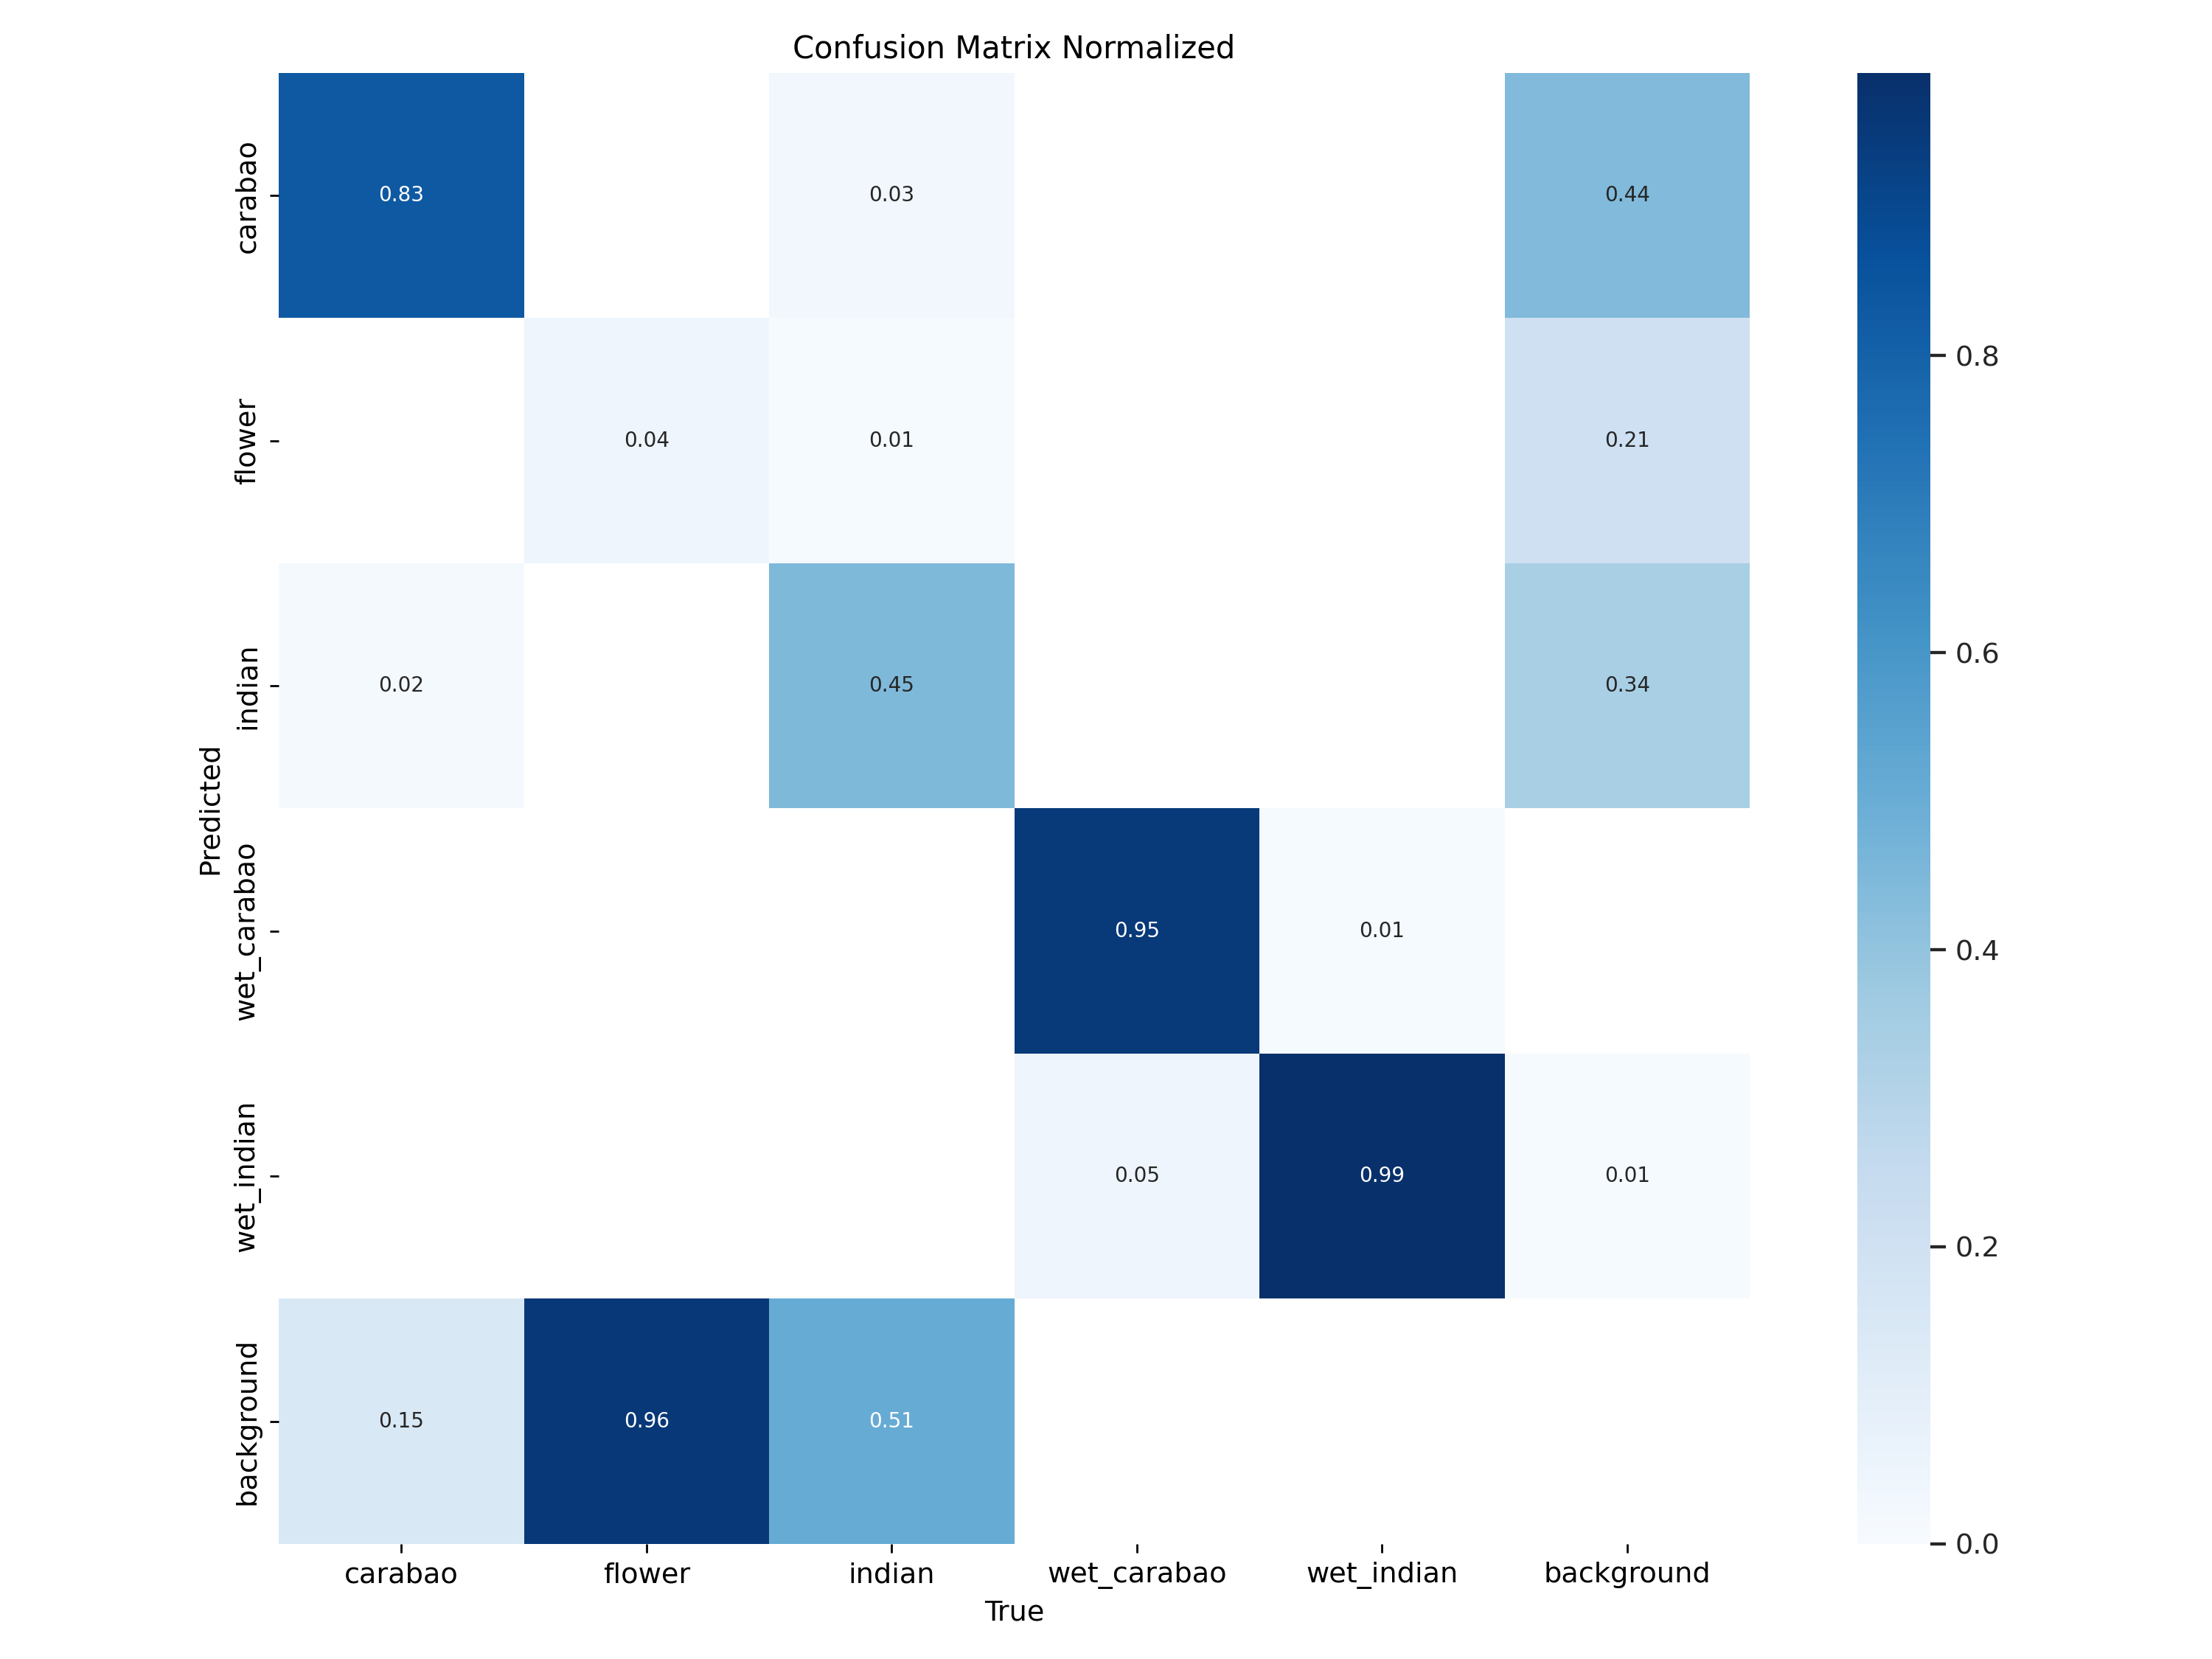 Confusion Matrix Normalized
carabao
0.83
0.03
0.44
flower
0.04
0.01
0.21
indian
0.02
0.45
0.34
Predicted
wet_carabao
0.95
0.01
wet_indian
0.05
0.99
0.01
background
0.15
0.96
0.51
carabao
flower
indian
wet_carabao
wet_indian
background
True
0.8
0.6
0.4
0.2
0.0